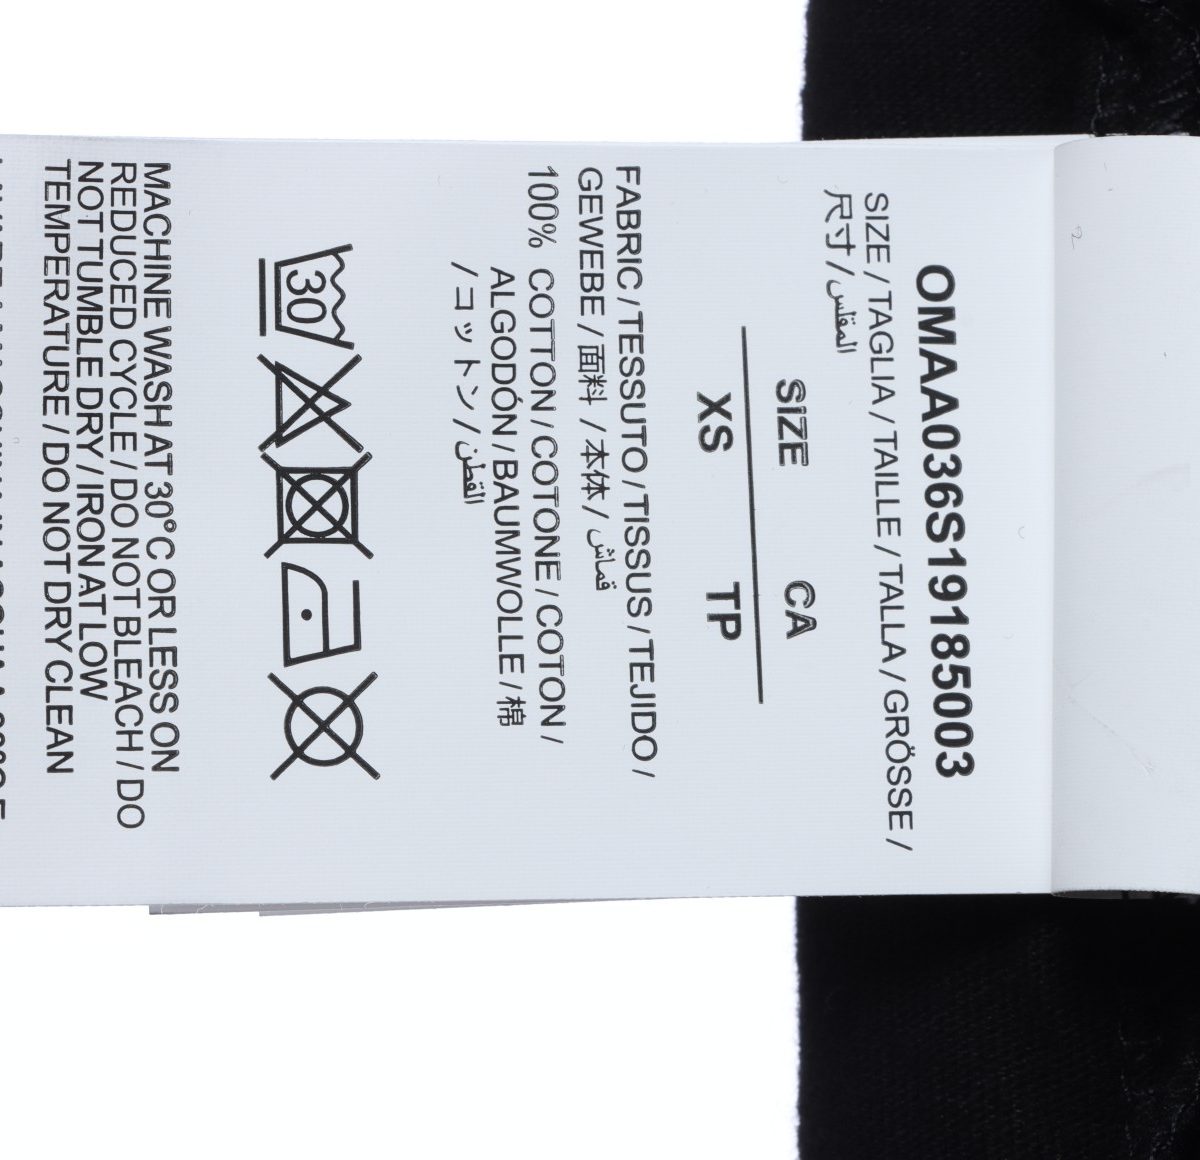 OMAA036S19185003
SIZE / TAGLIA / TAILLE / TALLA / GRÖSSE /
尺寸 / المقلس
SIZE CA
XS TP
FABRIC / TESSUTO / TISSUS / TEJIDO /
GEWEBE / 面料 / 本体 / قماش
100% COTTON / COTONE / COTON /
ALGODÓN / BAUMWOLLE / 棉
/ コットン / القطن
30
MACHINE WASH AT 30°C OR LESS ON
REDUCED CYCLE / DO NOT BLEACH / DO
NOT TUMBLE DRY / IRON AT LOW
TEMPERATURE / DO NOT DRY CLEAN